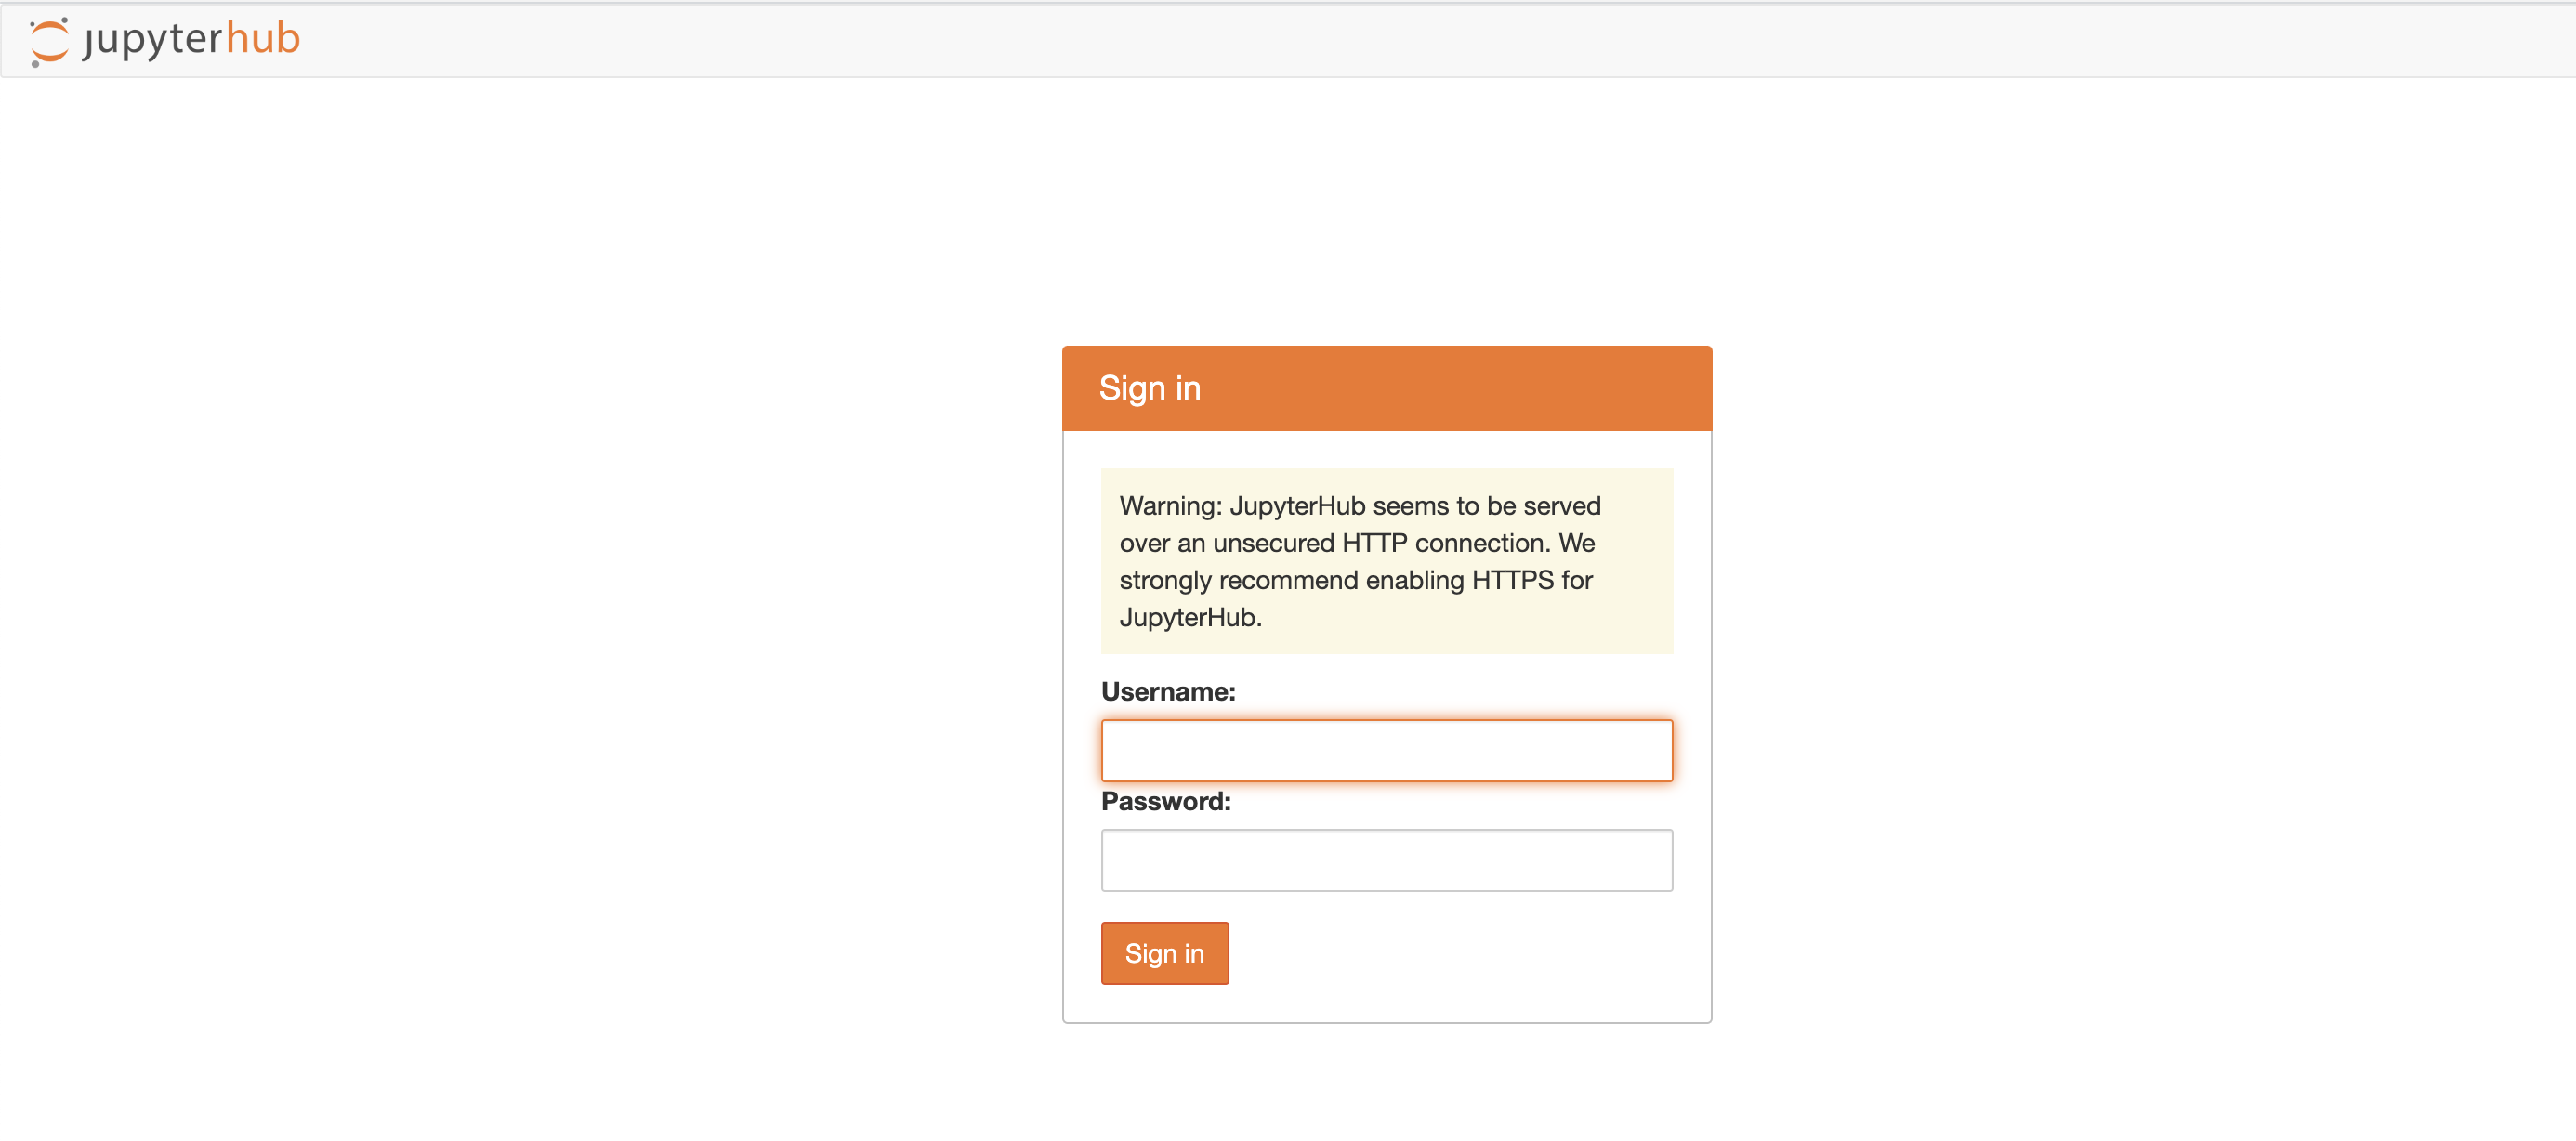 jupyterhub
Sign in
Warning: JupyterHub seems to be served
over an unsecured HTTP connection. We
strongly recommend enabling HTTPS for
JupyterHub.
Username:
Password:
Sign in